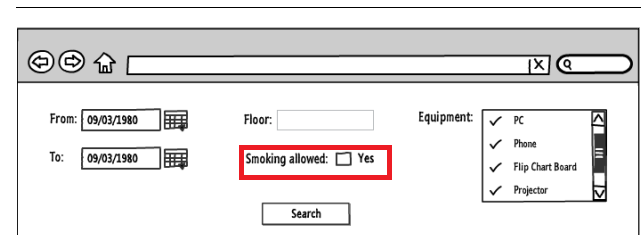 From: 09/03/1980
Floor:
Equipment:
PC
Phone
Flip Chart Board
Projector
To: 09/03/1980
Smoking allowed: Yes
Search